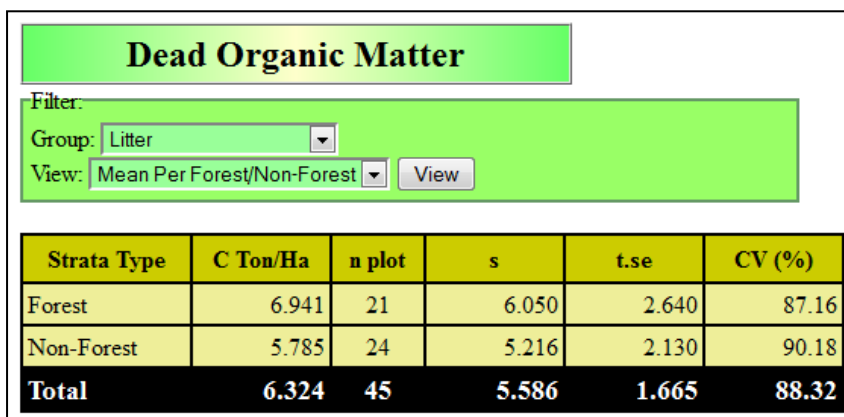 Dead Organic Matter
Filter:
Group: Litter
View: Mean Per Forest/Non-Forest View
Strata Type C Ton/Ha n plot s t.se CV (%)
Forest 6.941 21 6.050 2.640 87.16
Non-Forest 5.785 24 5.216 2.130 90.18
Total 6.324 45 5.586 1.665 88.32